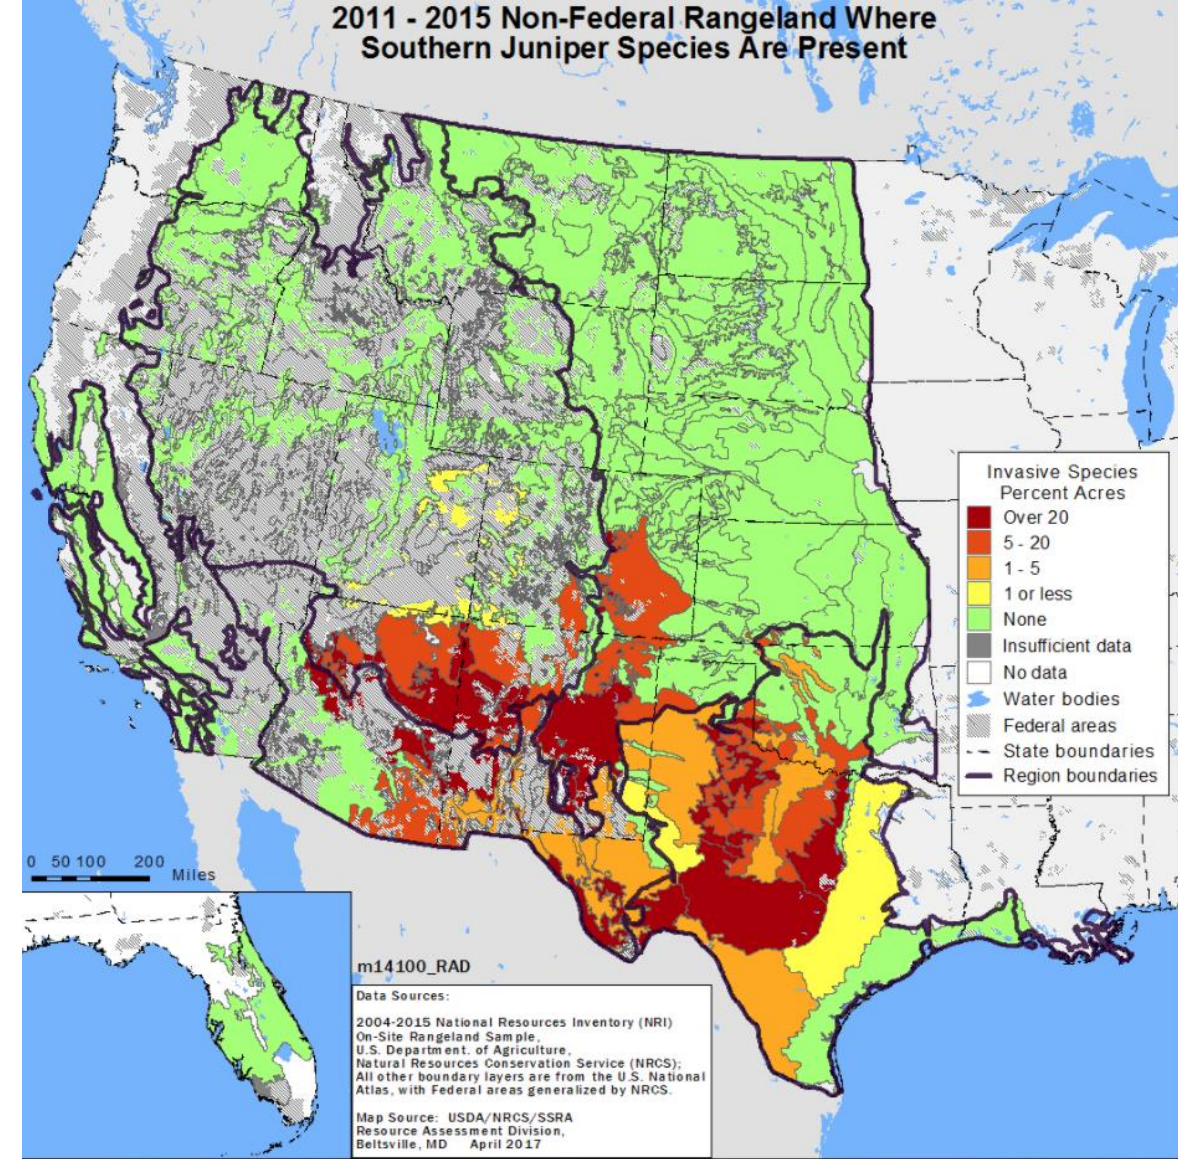 2011 - 2015 Non-Federal Rangeland Where
Southern Juniper Species Are Present
Invasive Species
Percent Acres
Over 20
5 - 20
1 - 5
1 or less
None
Insufficient data
No data
Water bodies
Federal areas
State boundaries
Region boundaries
0 50 100 200
Miles
m14100_RAD
Data Sources:
2004-2015 National Resources Inventory (NRI)
On-Site Rangeland Sample,
U.S. Department. of Agriculture,
Natural Resources Conservation Service (NRCS);
All other boundary layers are from the U.S. National
Atlas, with Federal areas generalized by NRCS.
Map Source: USDA/NRCS/SSRA
Resource Assessment Division,
Beltsville, MD April 2017